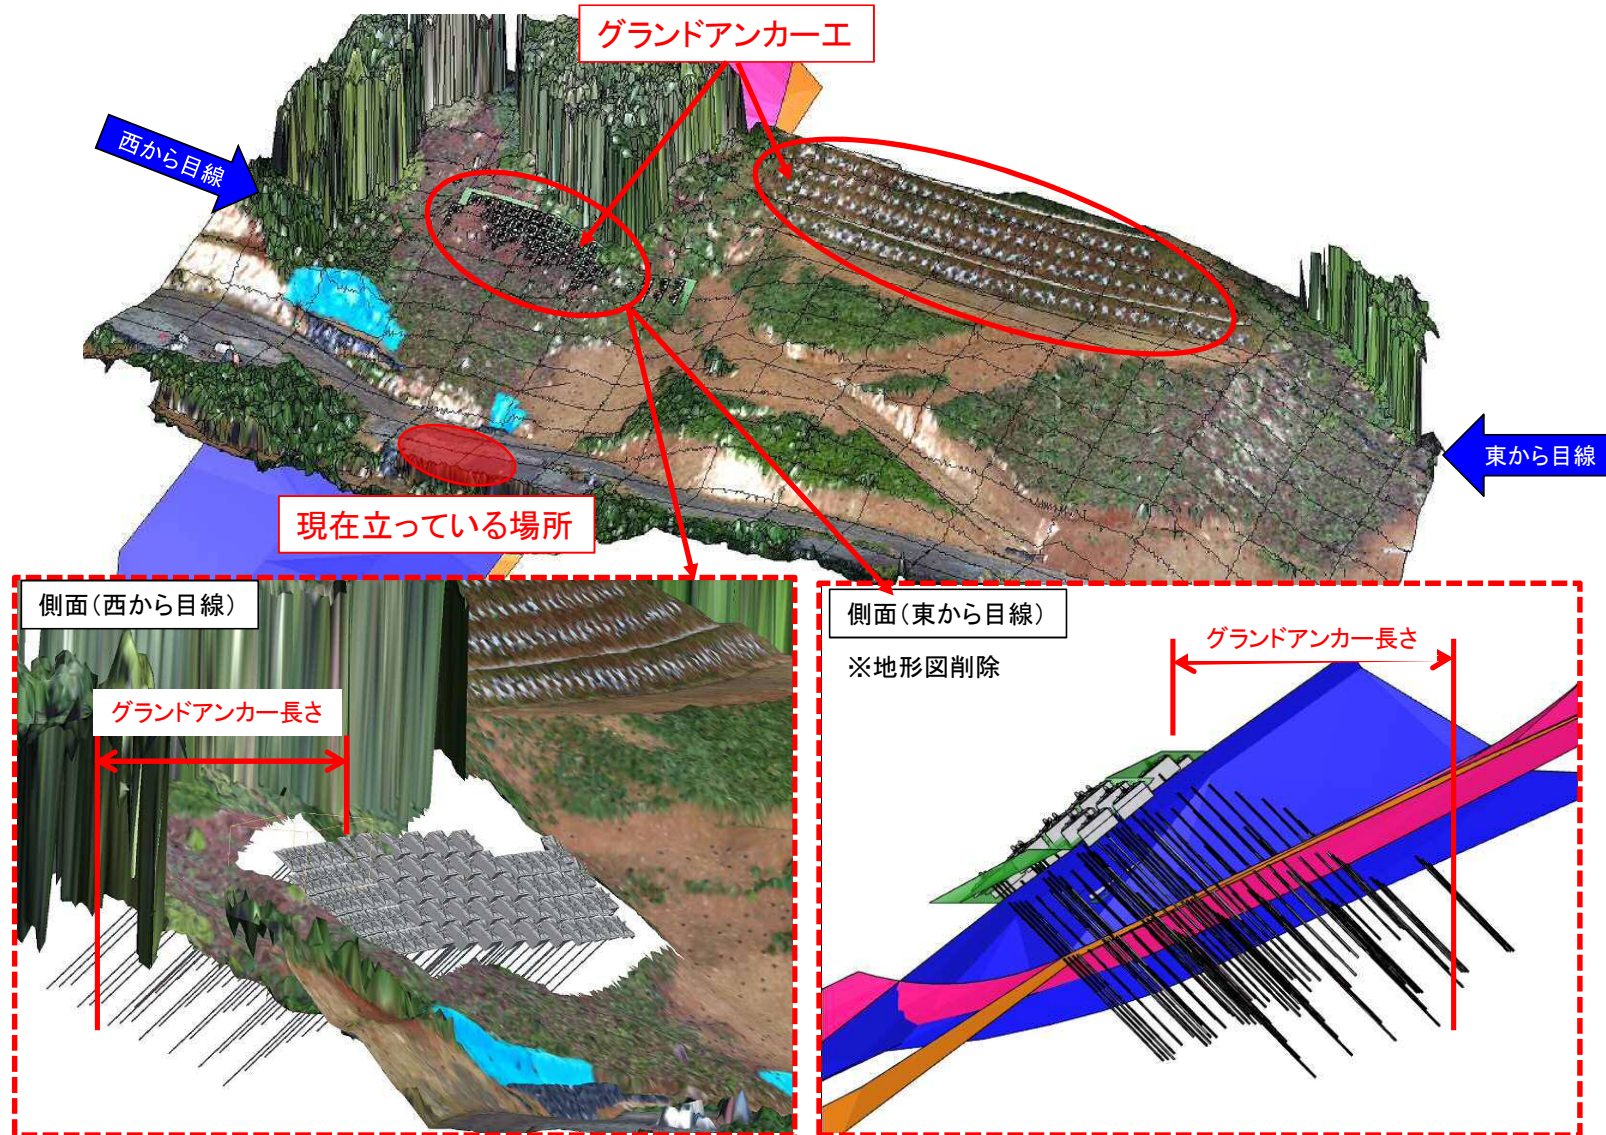 グランドアンカー工
西から目線
東から目線
現在立っている場所
側面(西から目線)
グランドアンカー長さ
側面(東から目線)
※地形図削除
グランドアンカー長さ